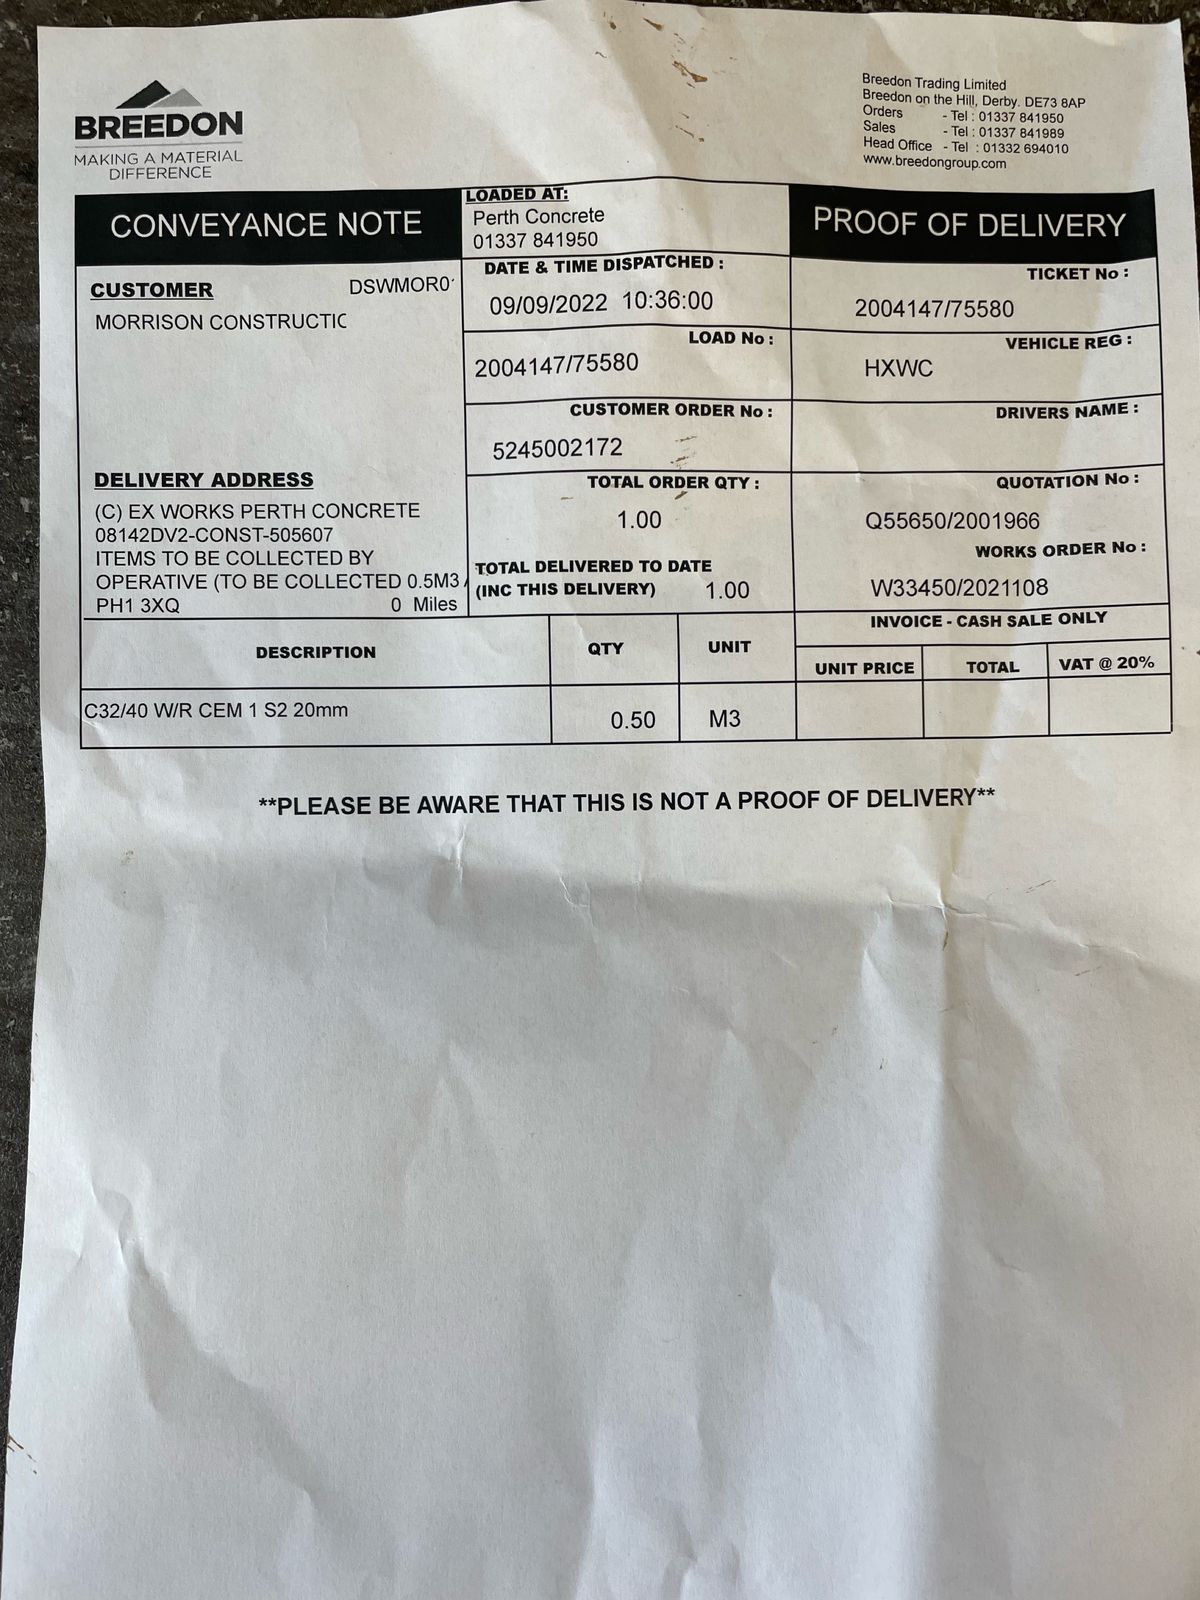 BREEDON
MAKING A MATERIAL
DIFFERENCE
Breedon Trading Limited
Breedon on the Hill, Derby. DE73 8AP
Orders - Tel : 01337 841950
Sales - Tel : 01337 841989
Head Office - Tel : 01332 694010
www.breedongroup.com
CONVEYANCE NOTE
LOADED AT:
Perth Concrete
01337 841950
PROOF OF DELIVERY
CUSTOMER DSWMOR0
MORRISON CONSTRUCTIC
DATE & TIME DISPATCHED :
09/09/2022 10:36:00
TICKET No :
2004147/75580
LOAD No :
2004147/75580
VEHICLE REG :
HXWC
CUSTOMER ORDER No :
5245002172
DRIVERS NAME :
DELIVERY ADDRESS
(C) EX WORKS PERTH CONCRETE
08142DV2-CONST-505607
ITEMS TO BE COLLECTED BY
OPERATIVE (TO BE COLLECTED 0.5M3
PH1 3XQ 0 Miles
TOTAL ORDER QTY :
1.00
TOTAL DELIVERED TO DATE
(INC THIS DELIVERY) 1.00
QUOTATION No :
Q55650/2001966
WORKS ORDER No :
W33450/2021108
INVOICE - CASH SALE ONLY
DESCRIPTION QTY UNIT UNIT PRICE TOTAL VAT @ 20%
C32/40 W/R CEM 1 S2 20mm 0.50 M3
**PLEASE BE AWARE THAT THIS IS NOT A PROOF OF DELIVERY**